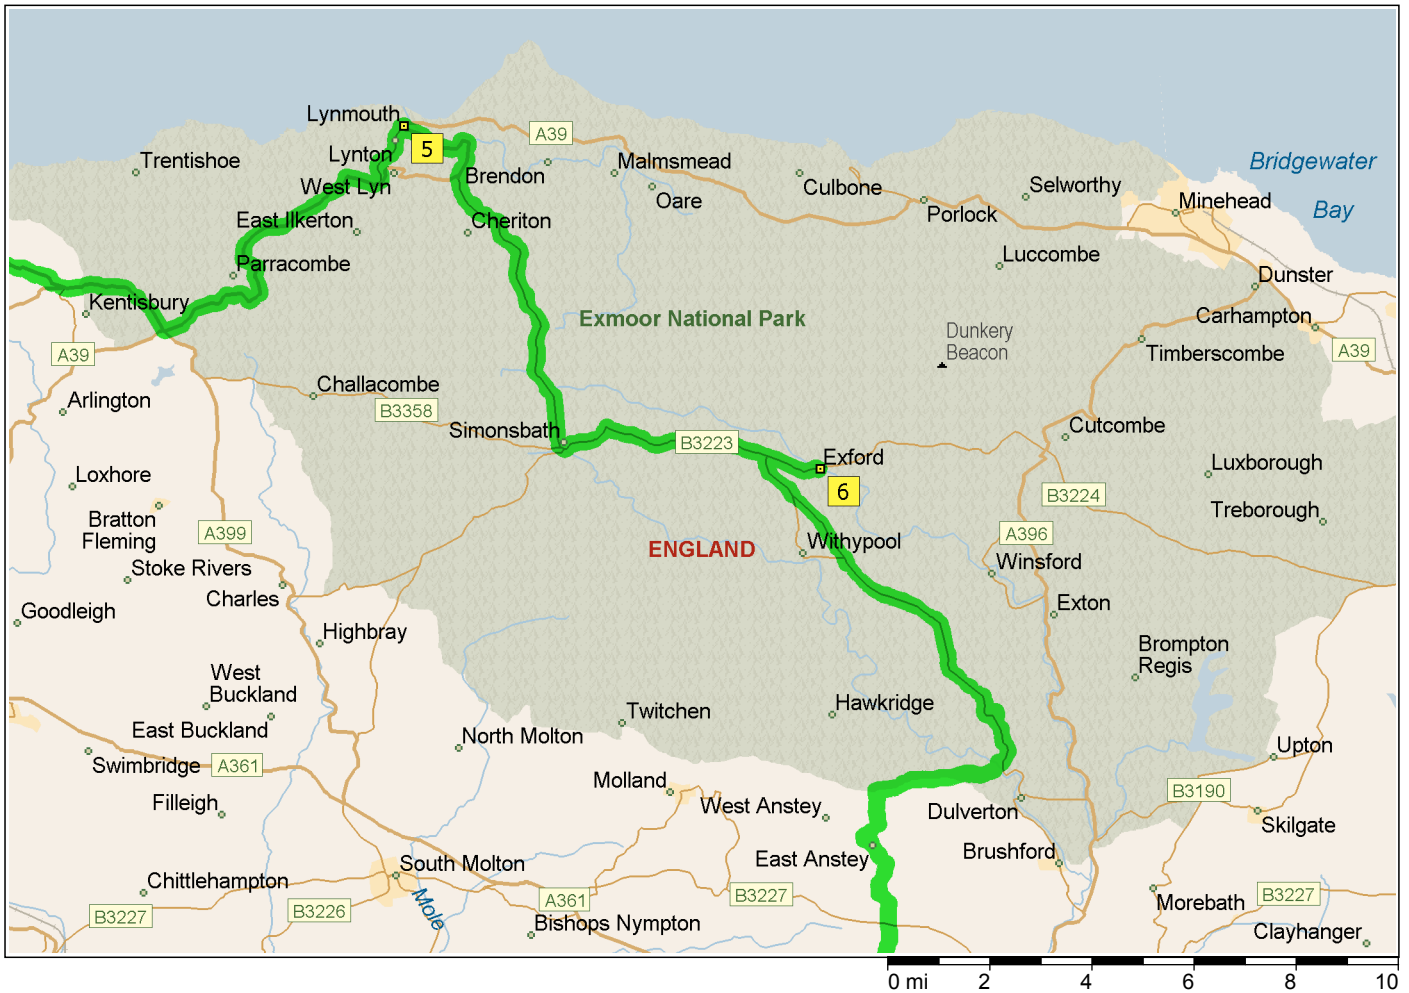 Lynmouth
5
A39
Trentishoe
Lynton
West Lyn
Brendon
Malmsmead
Oare
Culbone
Selworthy
Porlock
Minehead
Bridgewater
Bay
East Ilkerton
Cheriton
Parracombe
Luccombe
Dunster
Kentisbury
Exmoor National Park
Dunkery
Beacon
Carhampton
A39
Timberscombe
A39
Arlington
Challacombe
B3358
Simonsbath
B3223
Exford
6
Cutcombe
Luxborough
B3224
Treborough
Loxhore
Bratton
Fleming
A399
ENGLAND
Withypool
A396
Winsford
Stoke Rivers
Charles
Goodleigh
Highbray
Exton
Brompton
Regis
West
Buckland
East Buckland
Twitchen
Hawkridge
North Molton
Swimbridge
A361
Upton
Filleigh
Molland
West Anstey
Dulverton
B3190
Skilgate
East Anstey
Brushford
South Molton
Chittlehampton
B3227
B3226
Mole
A361
B3227
Bishops Nympton
Morebath
B3227
Clayhanger
0 mi 2 4 6 8 10